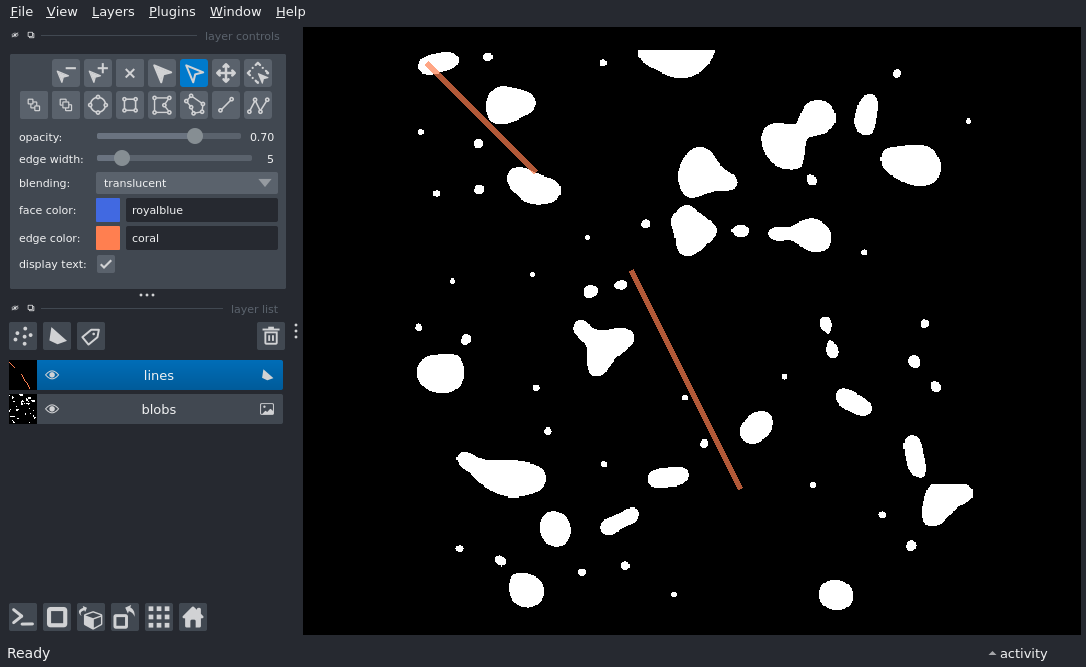 File View Layers Plugins Window Help
layer controls
opacity: 0.70
edge width: 5
blending: translucent
face color: royalblue
edge color: coral
display text:
layer list
lines
blobs
Ready
activity